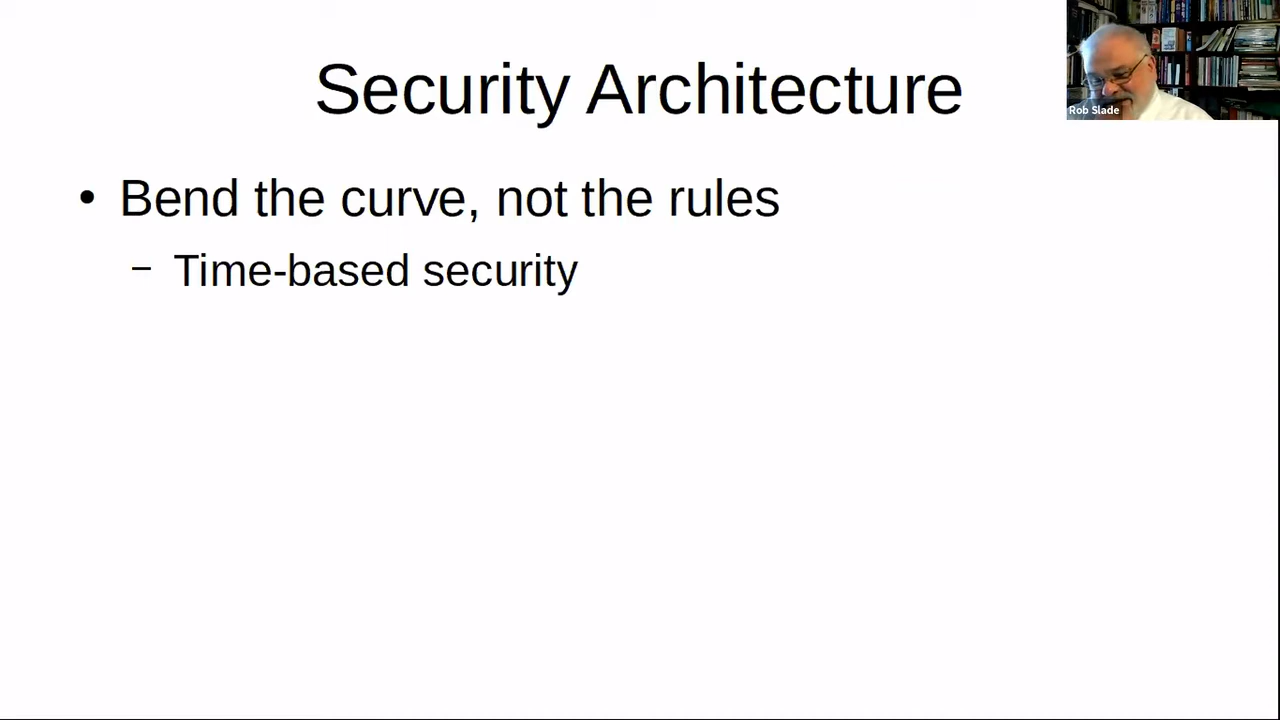 Security Architecture
Rob Slade
• Bend the curve, not the rules
– Time-based security